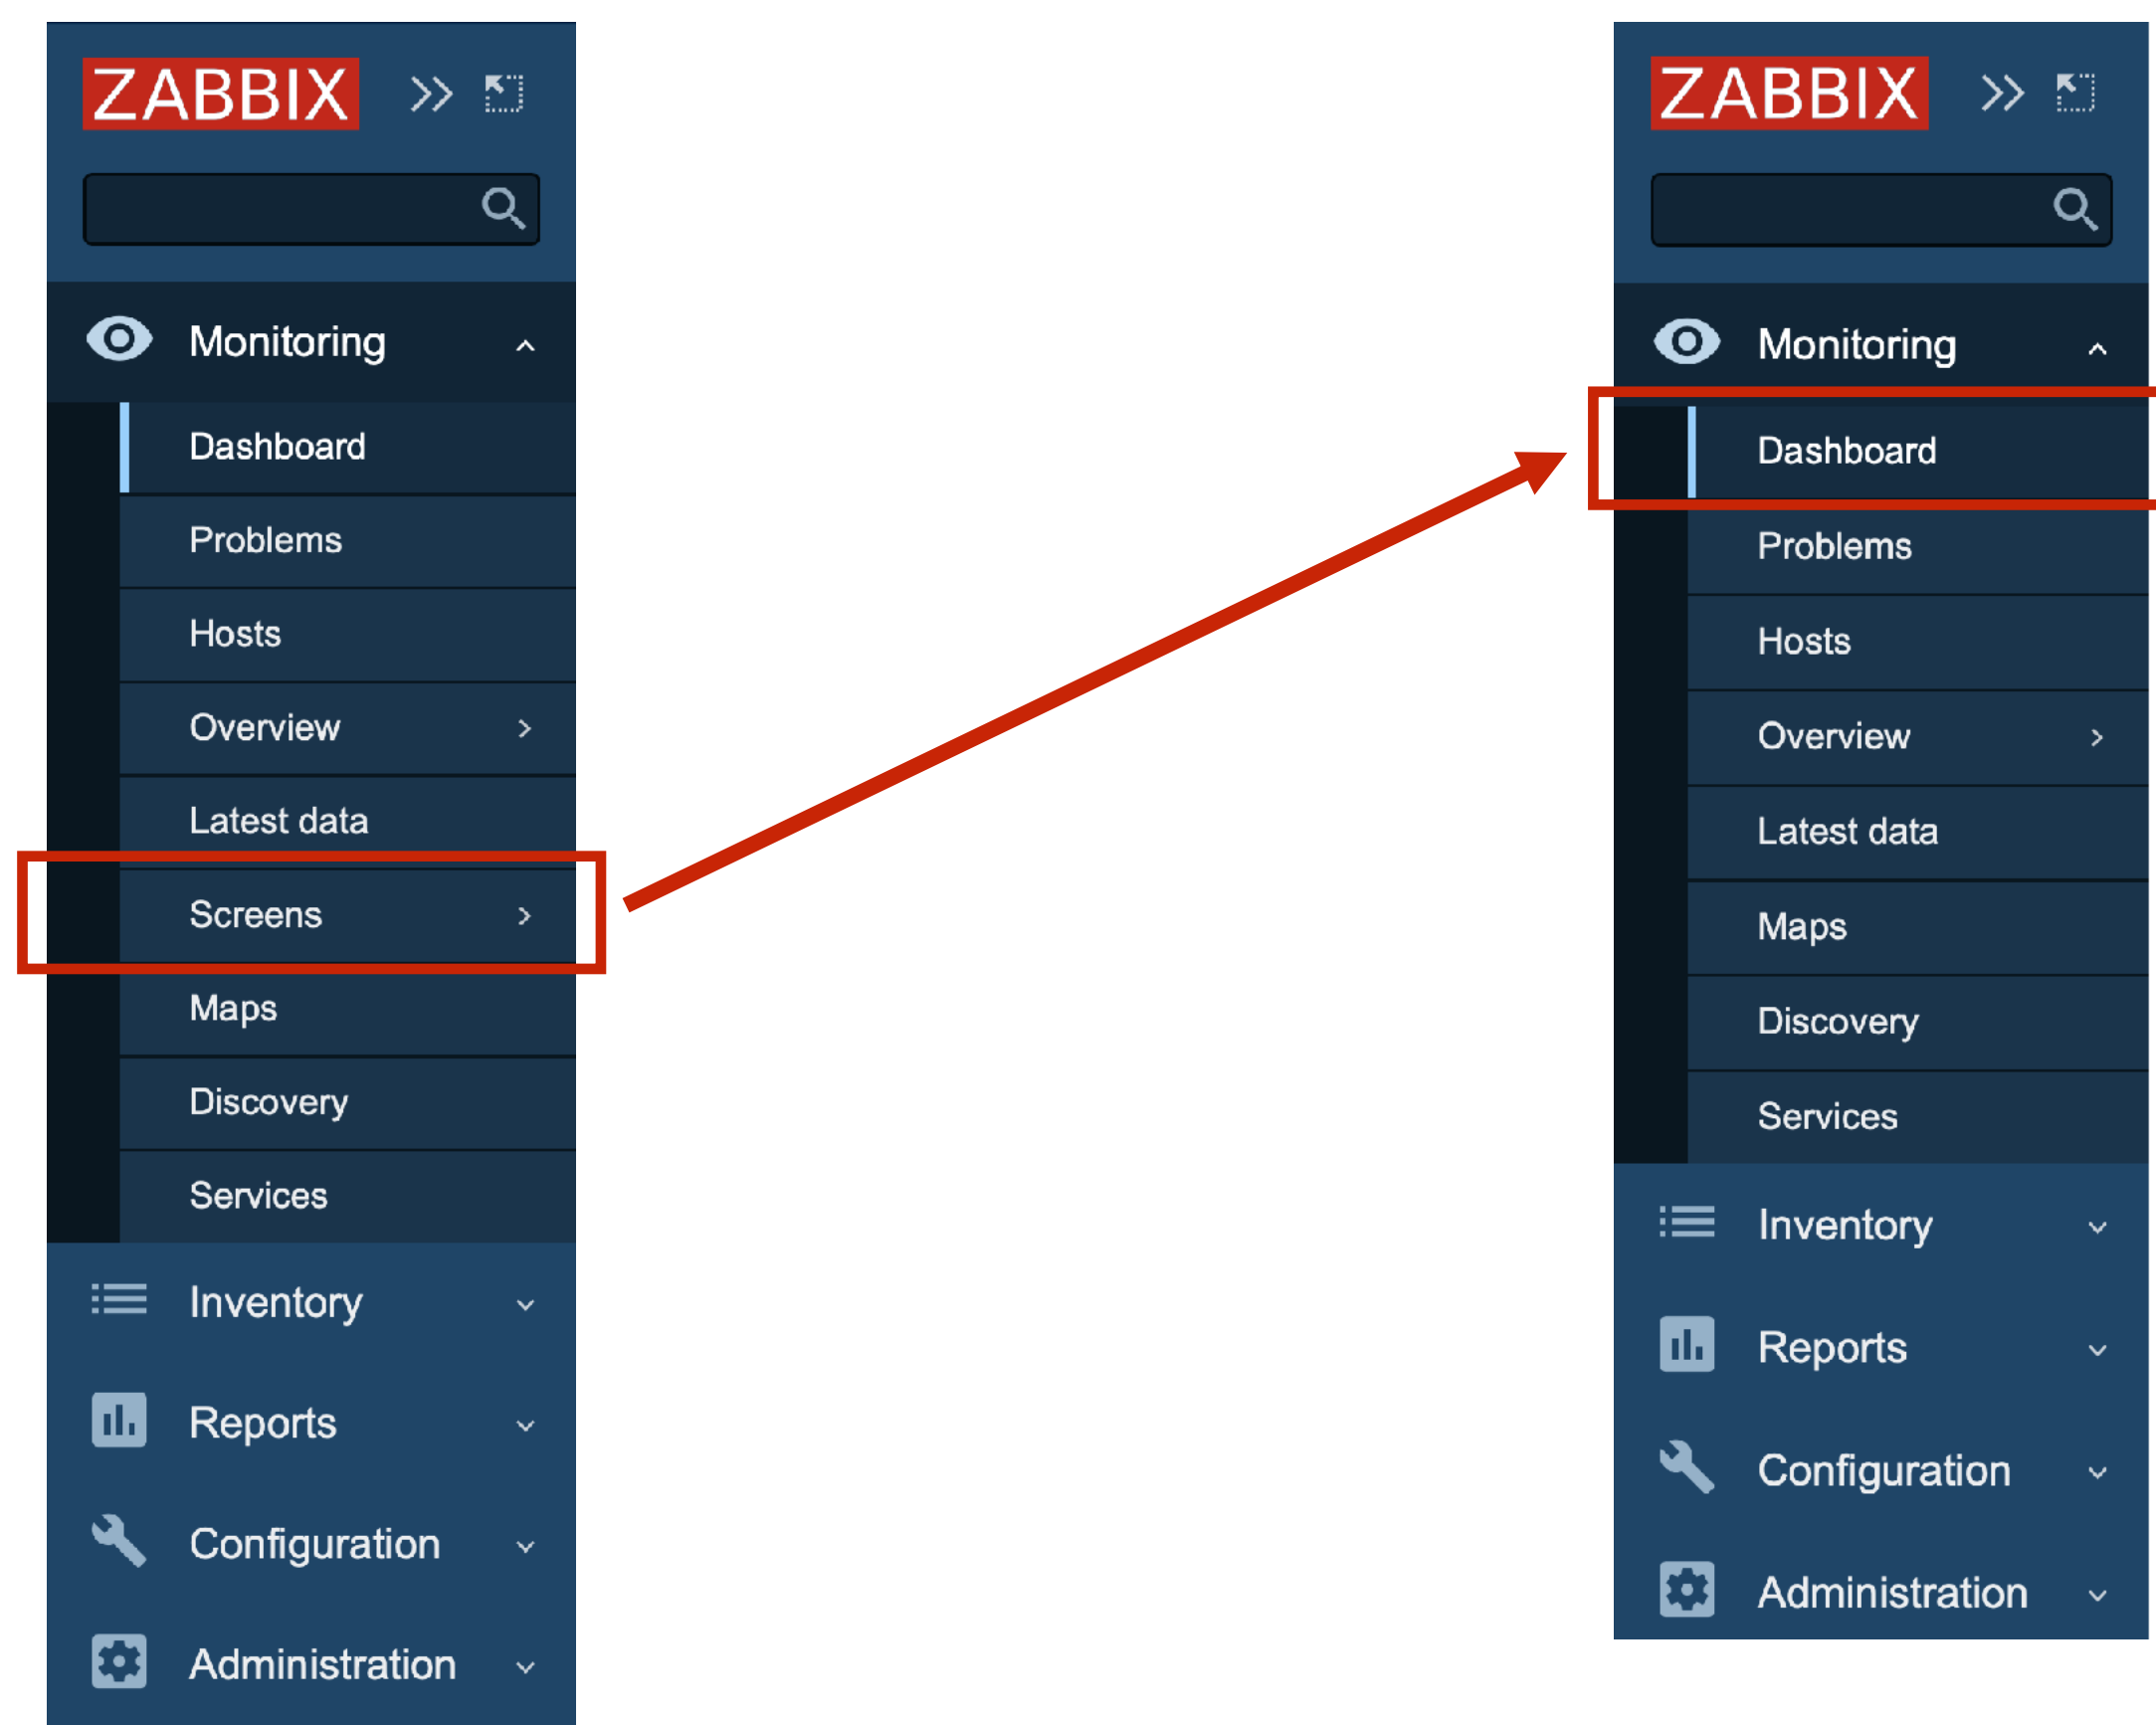 ZABBIX
Monitoring
Dashboard
Problems
Hosts
Overview
Latest data
Screens
Maps
Discovery
Services
Inventory
Reports
Configuration
Administration
ZABBIX
Monitoring
Dashboard
Problems
Hosts
Overview
Latest data
Maps
Discovery
Services
Inventory
Reports
Configuration
Administration